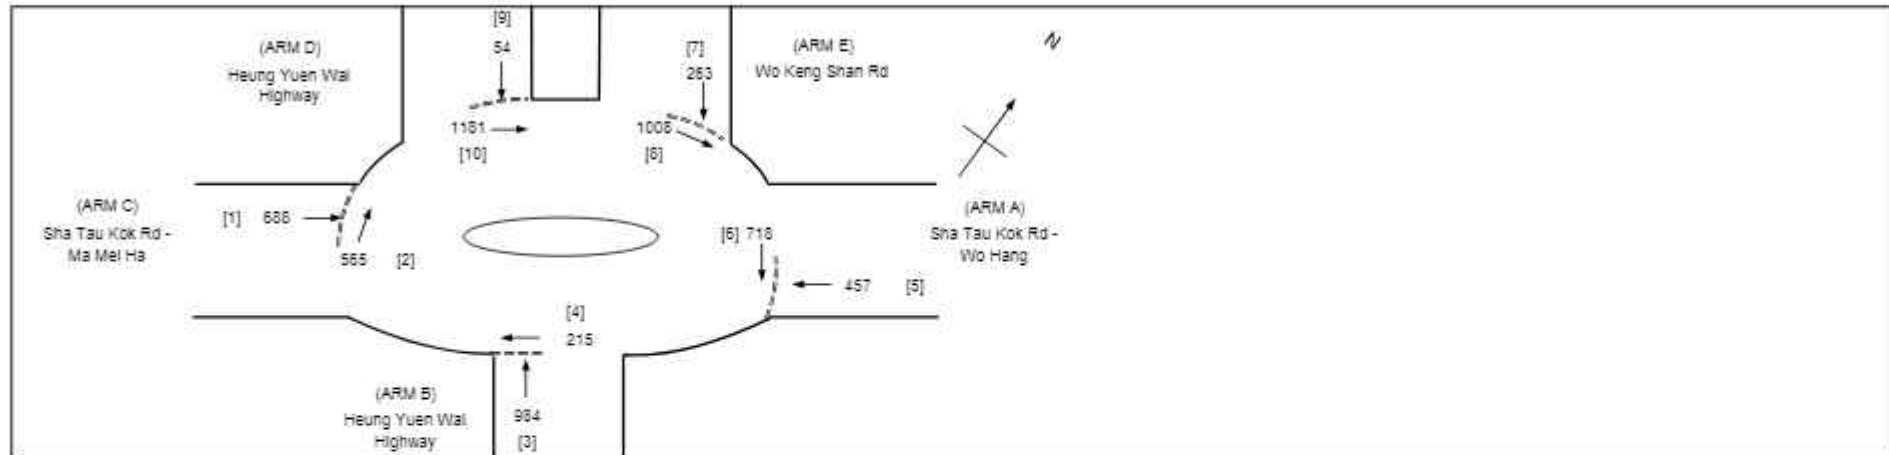 [9]
54
(ARM D)
Heung Yuen Wai
Highway
[7]
263
(ARM E)
Wo Keng Shan Rd
N
1181
[10]
1008
[8]
(ARM C)
Sha Tau Kok Rd -
Ma Mei Ha
[1] 688
565 [2]
[6] 718
(ARM A)
Sha Tau Kok Rd -
Wo Hang
457 [5]
[4]
215
(ARM B)
Heung Yuen Wai
Highway
984
[3]